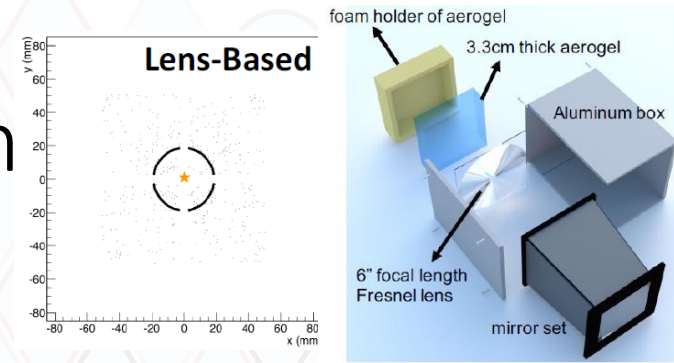 n
Lens-Based
y (mm)
80
60
40
20
0
-20
-40
-60
-80
-80 -60 -40 -20 0 20 40 60 80
x (mm
foam holder of aerogel
3.3cm thick aerogel
Aluminum box
6" focal length
Fresnel lens
mirror set